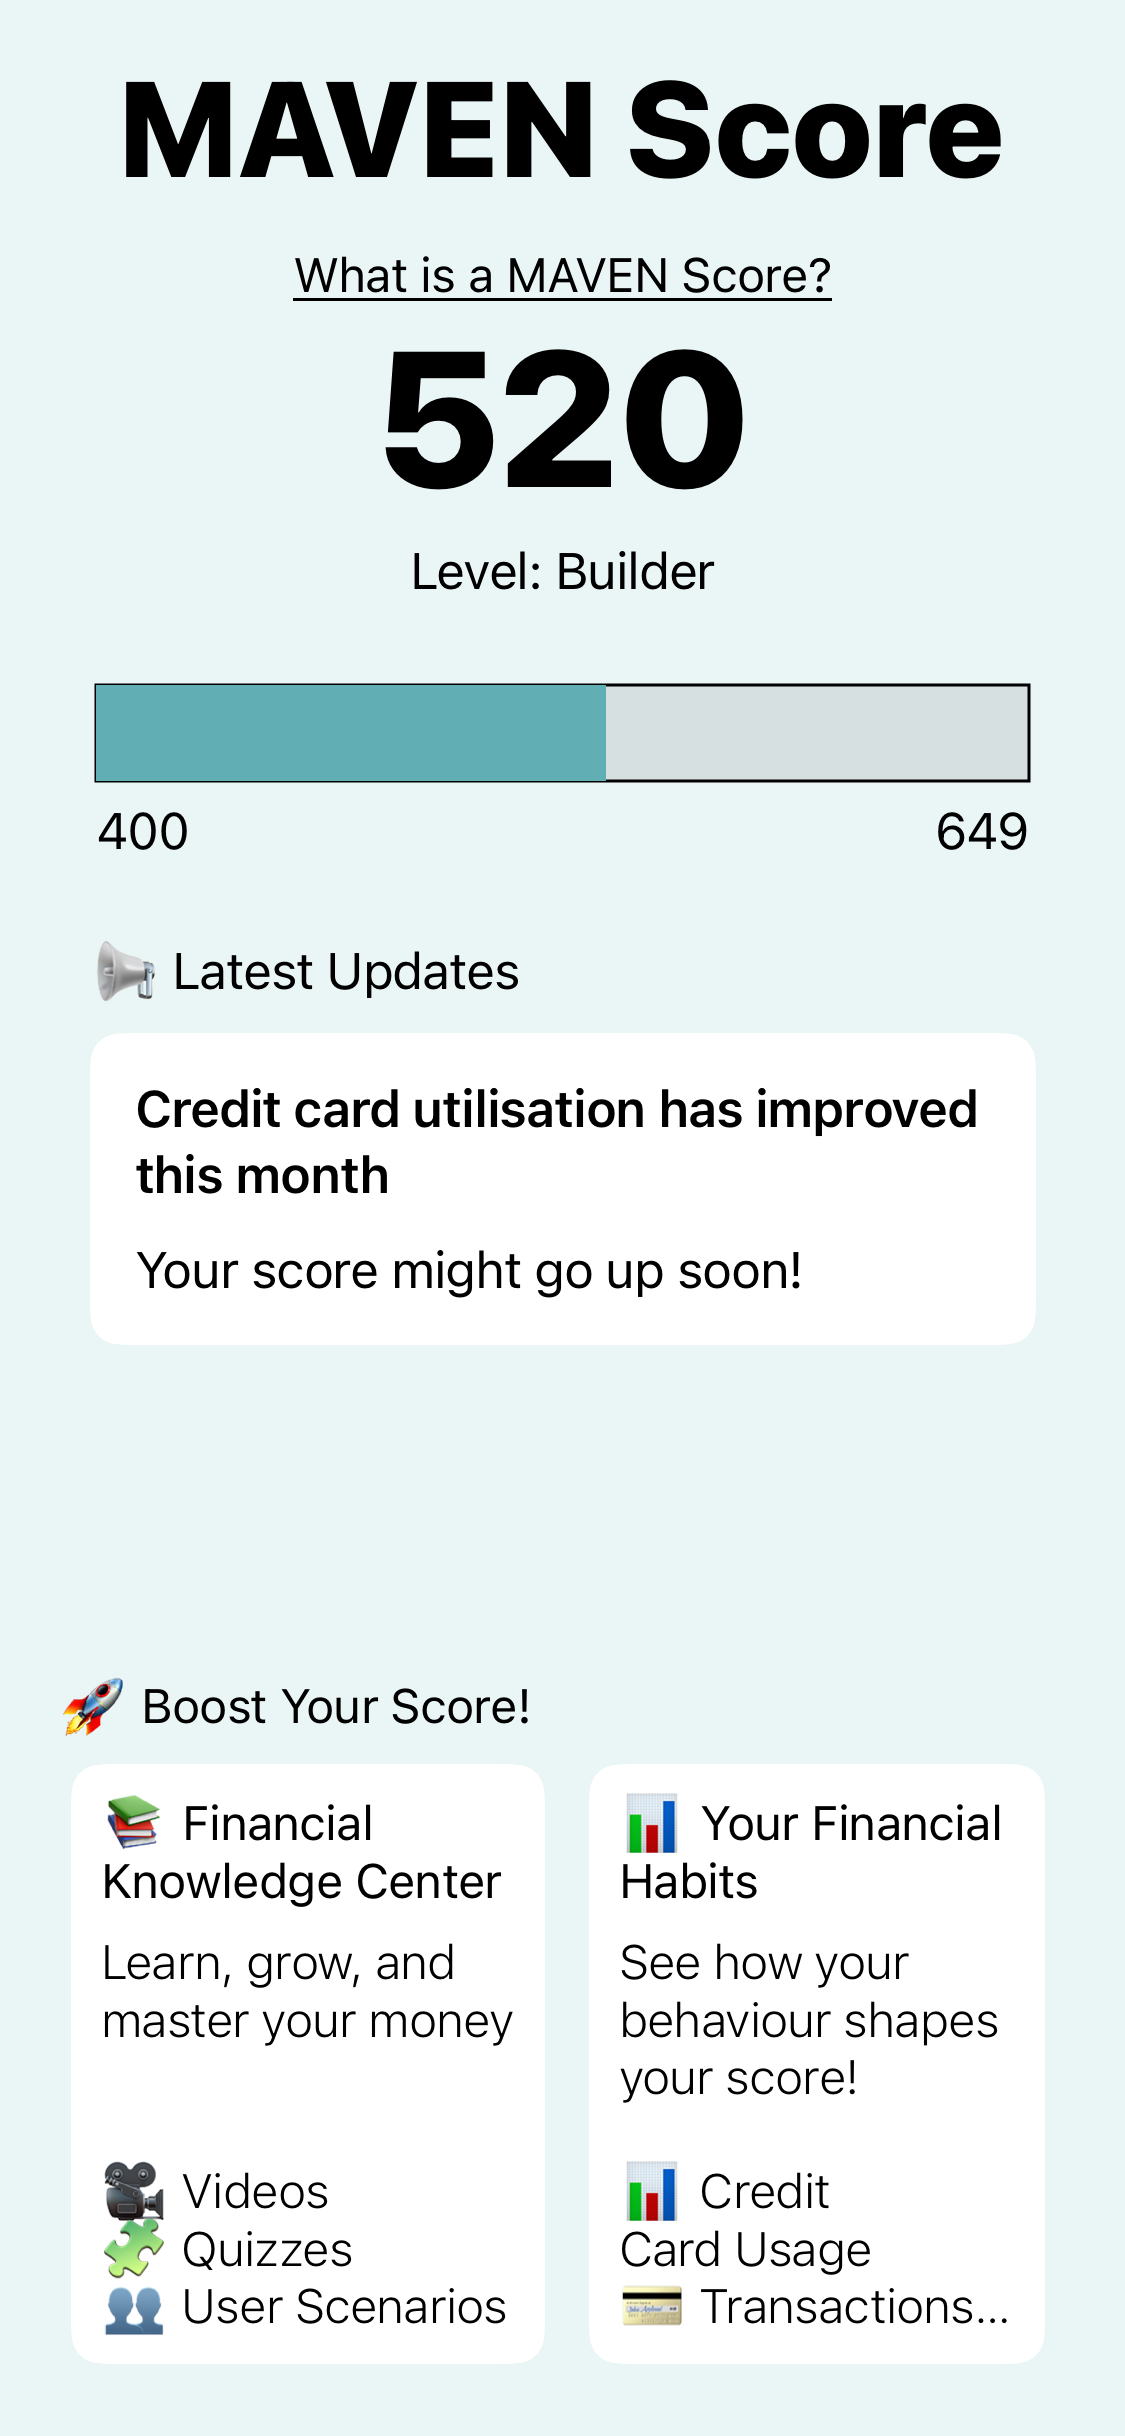 MAVEN Score
What is a MAVEN Score?
520
Level: Builder
400
649
Latest Updates
Credit card utilisation has improved
this month
Your score might go up soon!
Boost Your Score!
Financial
Knowledge Center
Learn, grow, and
master your money
Videos
Quizzes
User Scenarios
Your Financial
Habits
See how your
behaviour shapes
your score!
Credit
Card Usage
Transactions...